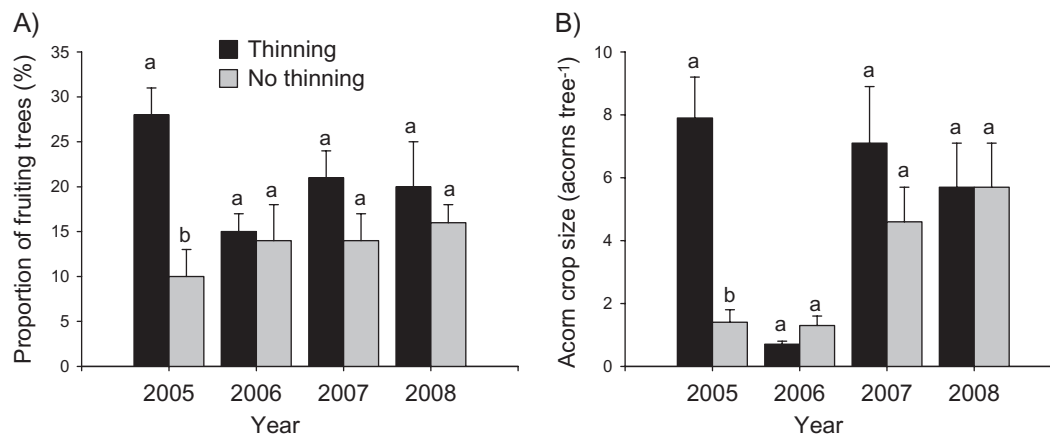 A)
Proportion of fruiting trees (%)
35
30
25
20
15
10
5
0
Thinning
No thinning
a
b
a
a
a
a
a
a
2005 2006 2007 2008
Year
B)
Acorn crop size (acorns tree⁻¹)
10
8
6
4
2
0
a
b
a
a
a
a
a
a
2005 2006 2007 2008
Year